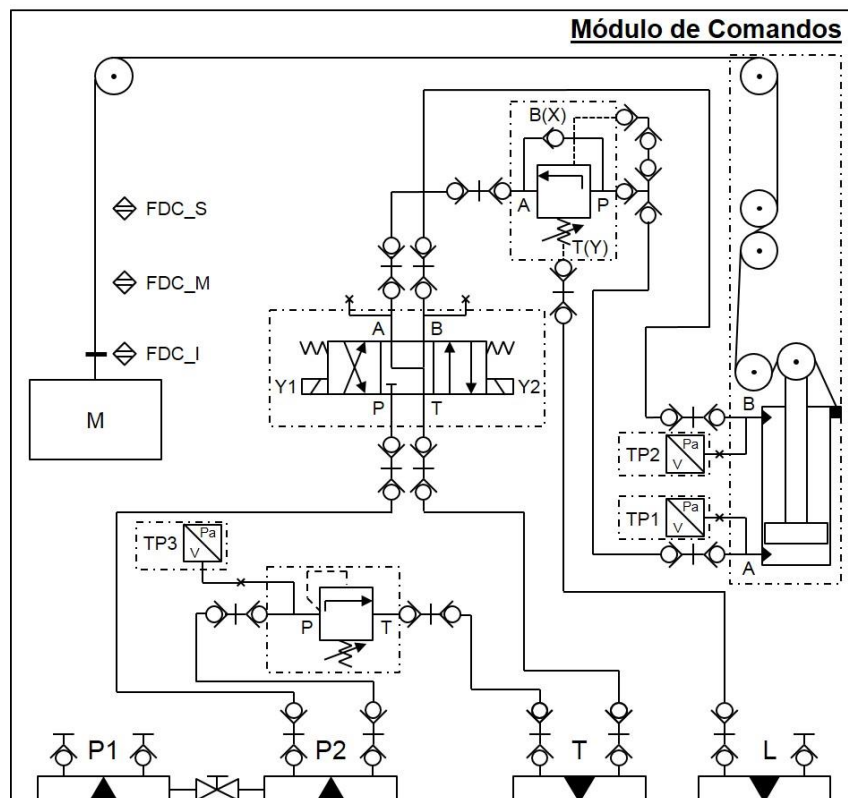 Módulo de Comandos
B(X)
A
P
T(Y)
FDC_S
FDC_M
FDC_I
M
A
B
Y1
Y2
P
T
B
TP2
Pa
V
TP1
Pa
V
A
TP3
Pa
V
P
T
P1
P2
T
L